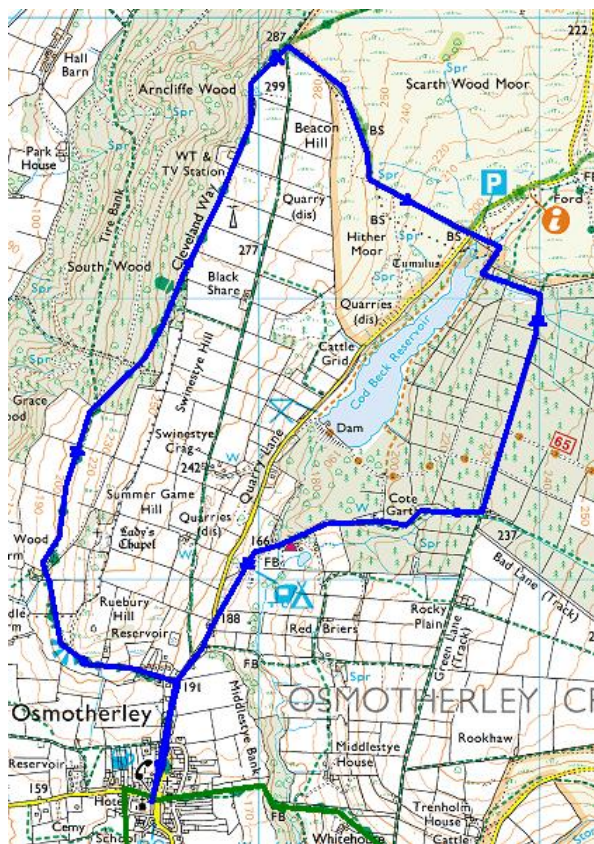 287
222
Hall
Barn
Arncliffe Wood
Spr
Scarth Wood Moor
299
280
Beacon
Hill
BS
Park
House
WT &
TV Station
Spr
P
Tire Bank
Cleveland Way
Quarry
(dis)
Ford
i
BS
Hither
Moor
Spr
BS
277
South Wood
Tumulus
Black
Share
Quarries
(dis)
Spr
Cattle
Grid
Cod Beck Reservoir
Swinestye Hill
Grace
Dam
Swinestye
Crag
W
Quarry Lane
65
242
Summer Game
Hill
Cote
Garth
W
Quarries
(dis)
Lady's
Chapel
166
237
Spr
Wood
FB
Bad Lane (Track)
Ruebury
Hill
Rocky
Plain
Reservoir
188
Red Briers
Green Lane
(Track)
FB
Spr
191
OSMOTHERLEY
Osmotherley
Middlestye Bank
Rookhaw
Reservoir
Middlestye
House
159
Hotel
Trenholm
House
Cemy
FB
School
Whitehouse
Cattle